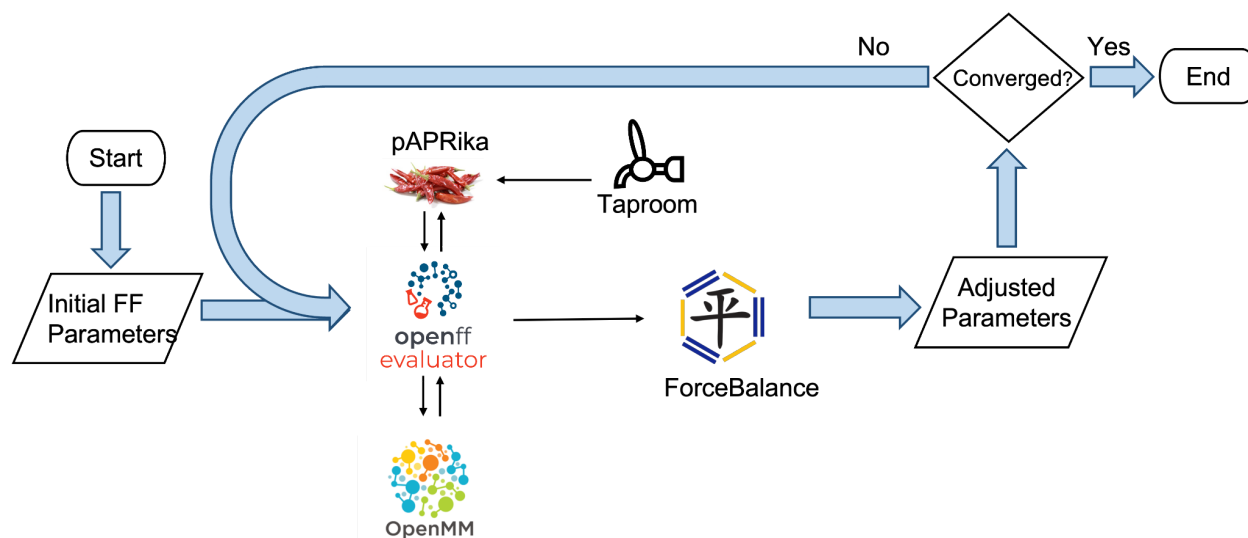 No
Yes
Converged?
End
Start
pAPRika
Taproom
Initial FF
Parameters
openff
evaluator
平
ForceBalance
Adjusted
Parameters
OpenMM